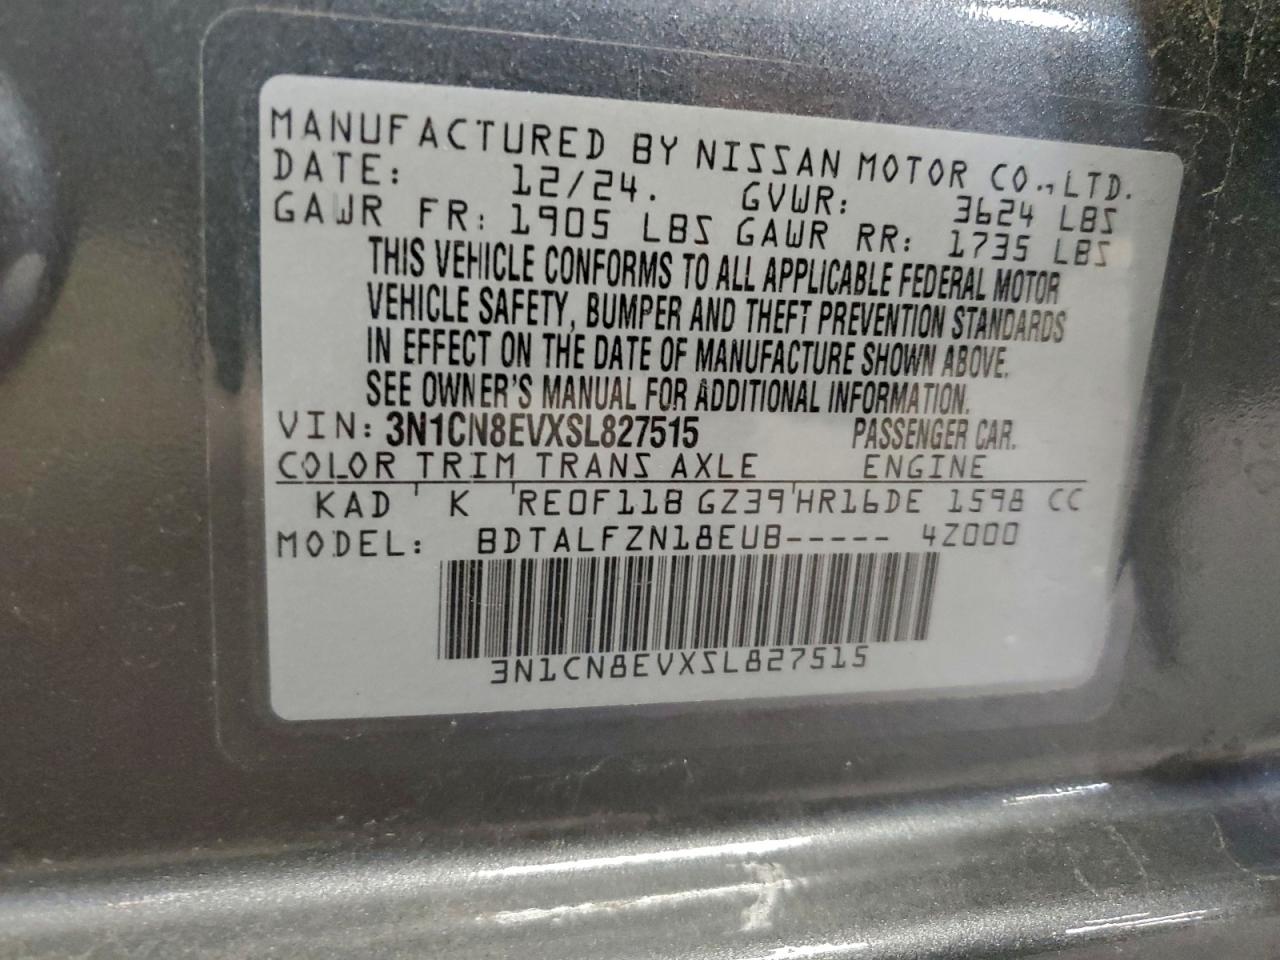 MANUFACTURED BY NISSAN MOTOR CO., LTD.
DATE: 12/24. GVWR: 3624 LBS
GAWR FR: 1905 LBS GAWR RR: 1735 LBS
THIS VEHICLE CONFORMS TO ALL APPLICABLE FEDERAL MOTOR
VEHICLE SAFETY, BUMPER AND THEFT PREVENTION STANDARDS
IN EFFECT ON THE DATE OF MANUFACTURE SHOWN ABOVE.
SEE OWNER'S MANUAL FOR ADDITIONAL INFORMATION.
VIN: 3N1CN8EVXSL827515 PASSENGER CAR.
COLOR TRIM TRANS AXLE ENGINE
KAD K RE0F11B GZ39 HR16DE 1598 CC
MODEL: BDTALFZN18EUB----- 4Z000
3N1CN8EVXSL827515